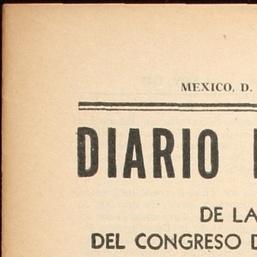 MEXICO, D.
DIARIO
DE LA
DEL CONGRESO D